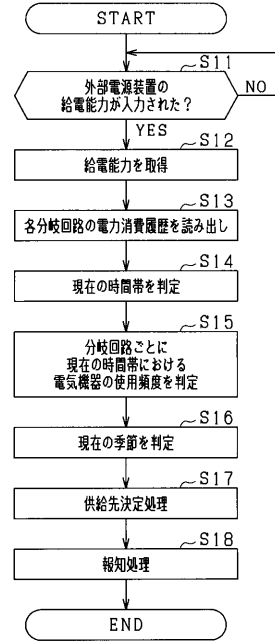 START
S11
外部電源装置の
給電能力が入力された？
NO
YES
S12
給電能力を取得
S13
各分岐回路の電力消費履歴を読み出し
S14
現在の時間帯を判定
S15
分岐回路ごとに
現在の時間帯における
電気機器の使用頻度を判定
S16
現在の季節を判定
S17
供給先決定処理
S18
報知処理
END